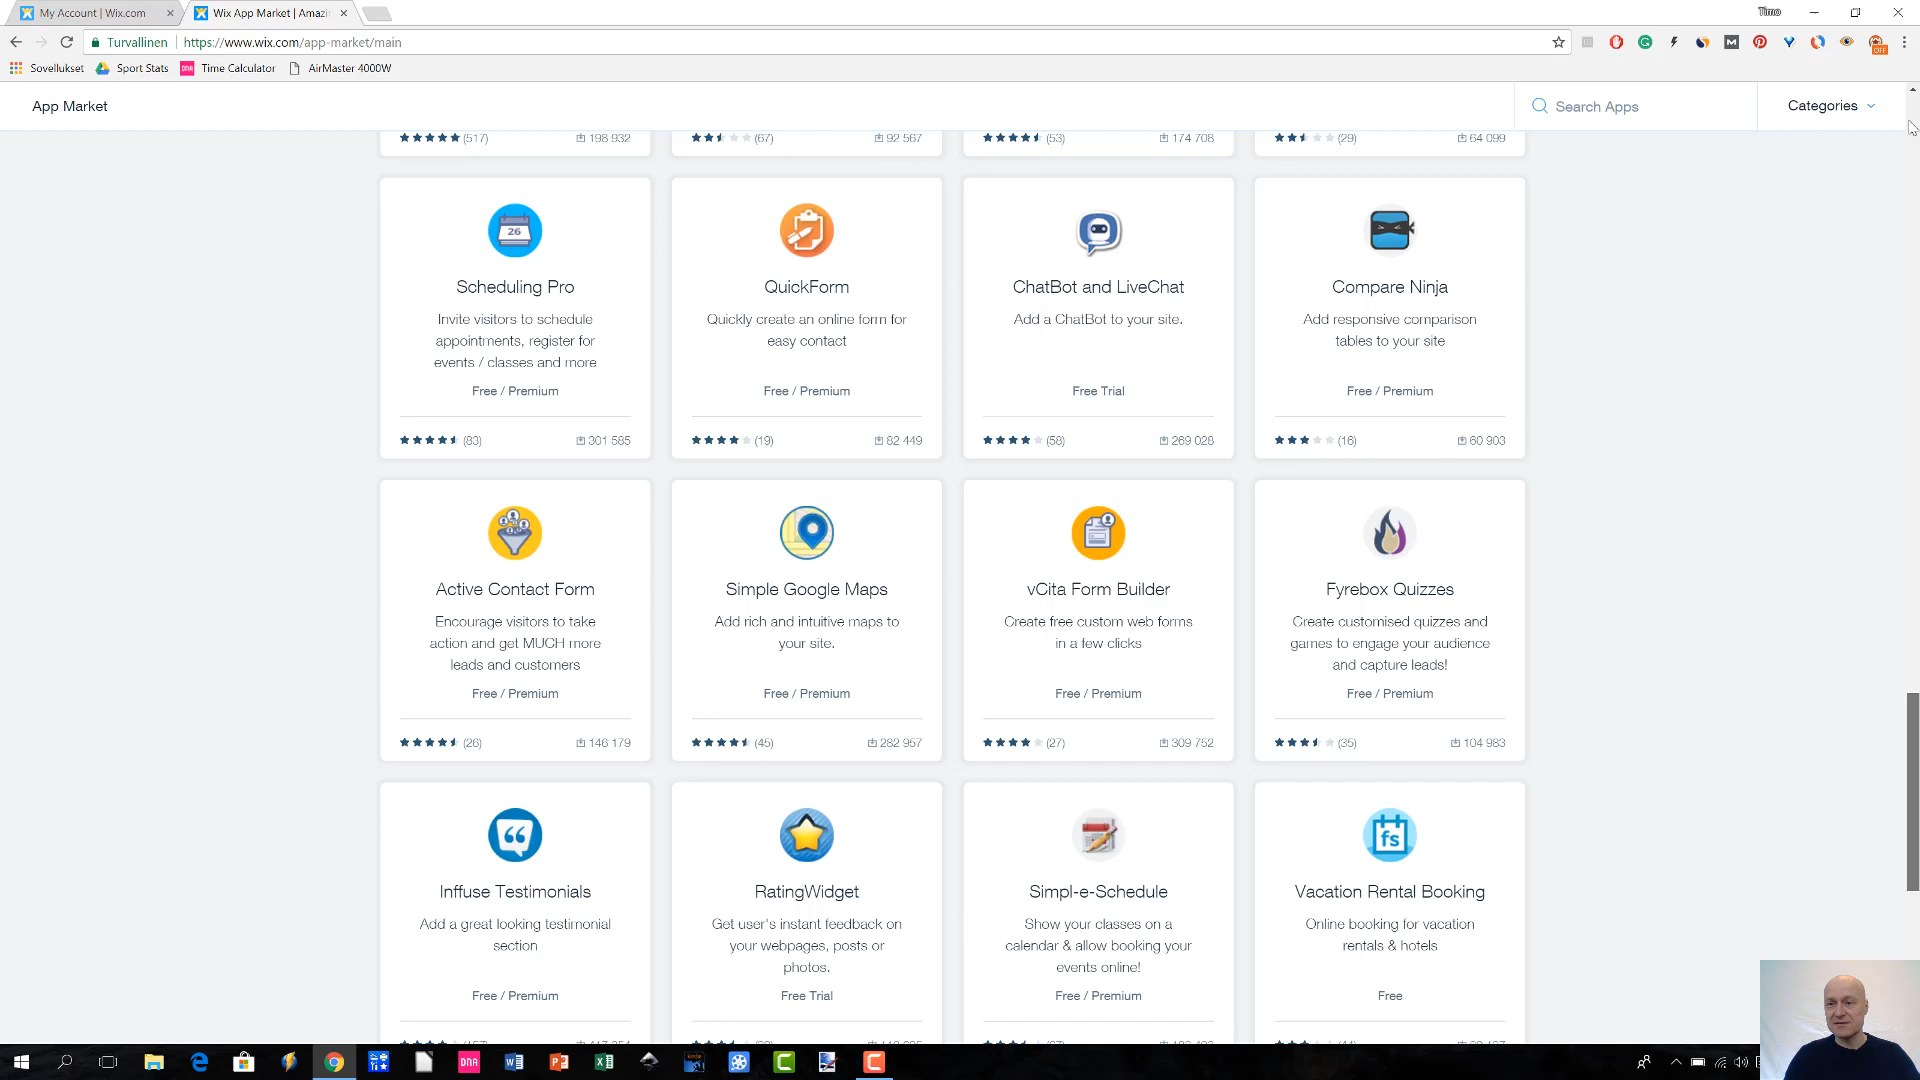 My Account | Wix.com
Wix App Market | Amazi
Timo
Turvallinen
https://www.wix.com/app-market/main
OFF
Sovellukset
Sport Stats
DNA
Time Calculator
AirMaster 4000W
App Market
Search Apps
Categories
(517) 198 932
(67) 92 567
(53) 174 708
(29) 64 099
26
Scheduling Pro
Invite visitors to schedule
appointments, register for
events / classes and more
Free / Premium
(83) 301 585
QuickForm
Quickly create an online form for
easy contact
Free / Premium
(19) 82 449
ChatBot and LiveChat
Add a ChatBot to your site.
Free Trial
(58) 269 028
Compare Ninja
Add responsive comparison
tables to your site
Free / Premium
(16) 60 903
Active Contact Form
Encourage visitors to take
action and get MUCH more
leads and customers
Free / Premium
(26) 146 179
Simple Google Maps
Add rich and intuitive maps to
your site.
Free / Premium
(45) 282 957
vCita Form Builder
Create free custom web forms
in a few clicks
Free / Premium
(27) 309 752
Fyrebox Quizzes
Create customised quizzes and
games to engage your audience
and capture leads!
Free / Premium
(35) 104 983
Inffuse Testimonials
Add a great looking testimonial
section
Free / Premium
RatingWidget
Get user's instant feedback on
your webpages, posts or
photos.
Free Trial
Simpl-e-Schedule
Show your classes on a
calendar & allow booking your
events online!
Free / Premium
fs
Vacation Rental Booking
Online booking for vacation
rentals & hotels
Free
DNA